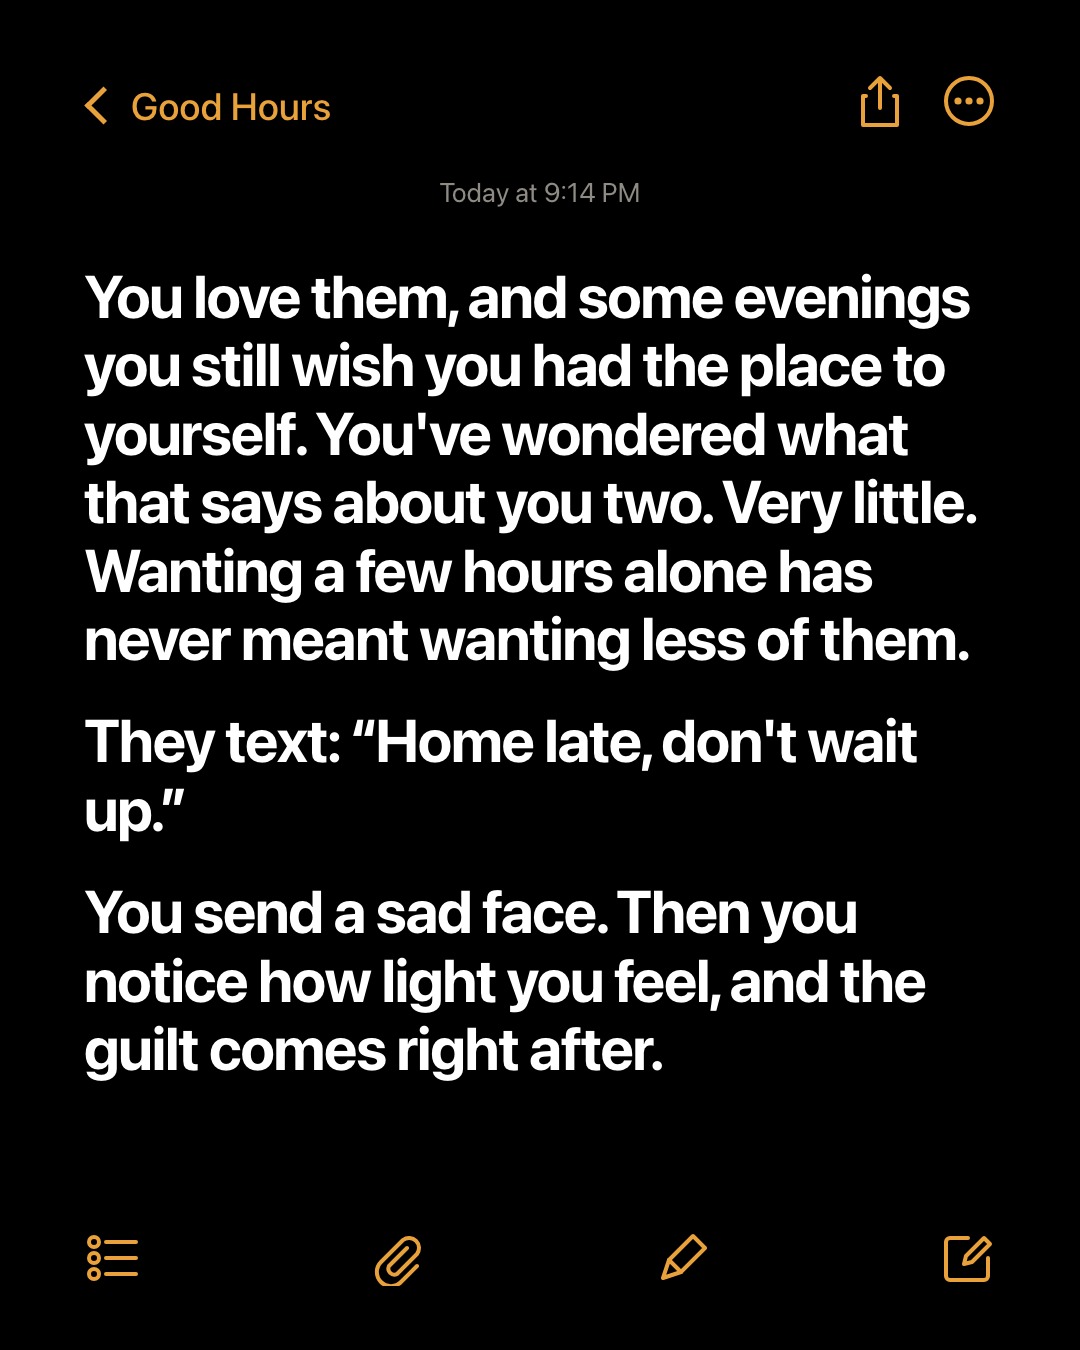 Good Hours
Today at 9:14 PM
You love them, and some evenings
you still wish you had the place to
yourself. You've wondered what
that says about you two. Very little.
Wanting a few hours alone has
never meant wanting less of them.
They text: “Home late, don't wait
up.”
You send a sad face. Then you
notice how light you feel, and the
guilt comes right after.